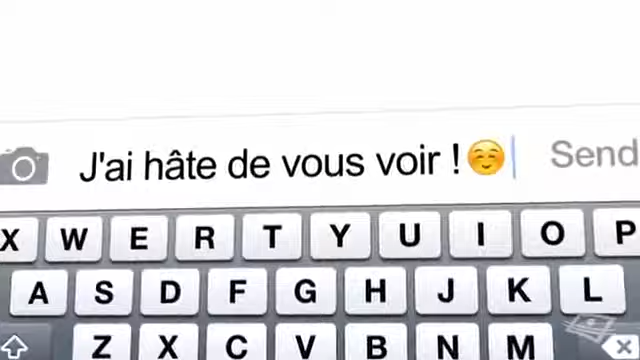 J'ai hâte de vous voir !☺️ Send
X W E R T Y U I O P
A S D F G H J K L
Z X C V B N M